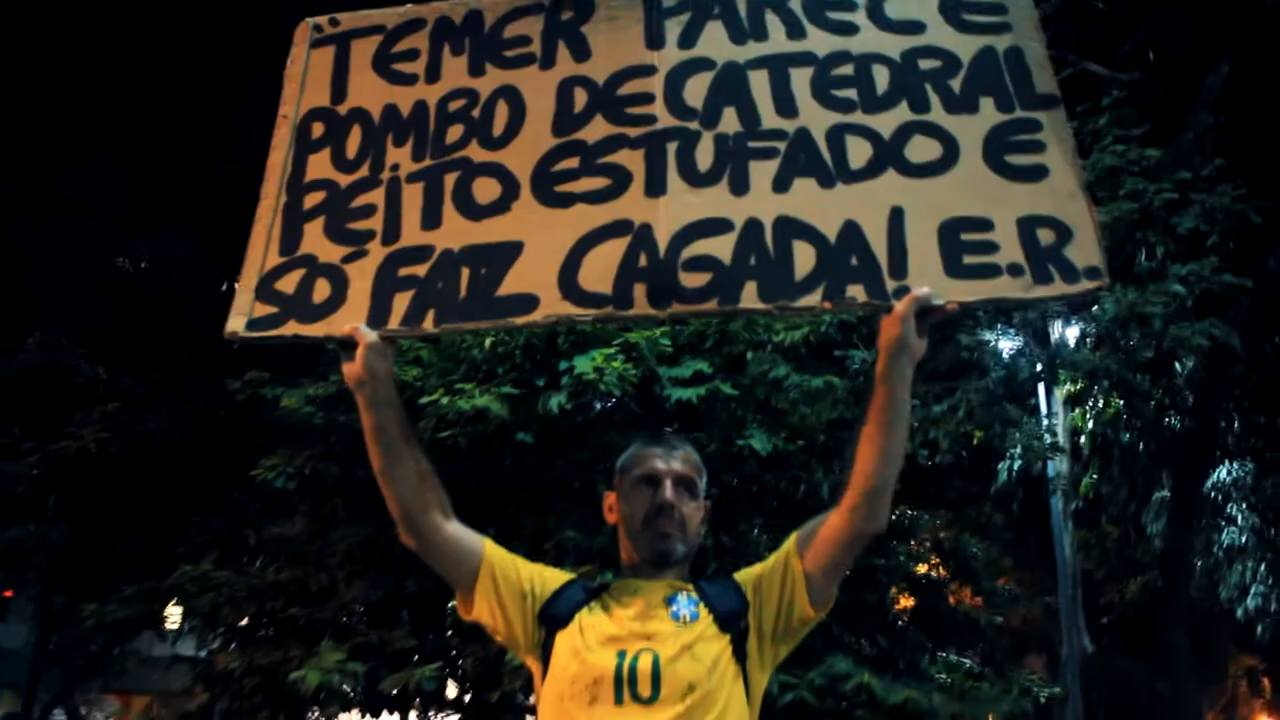 "TEMER PARECE
POMBO DE CATEDRAL
PEITO ESTUFADO E
SÓ FAZ CAGADA! E.R.
10